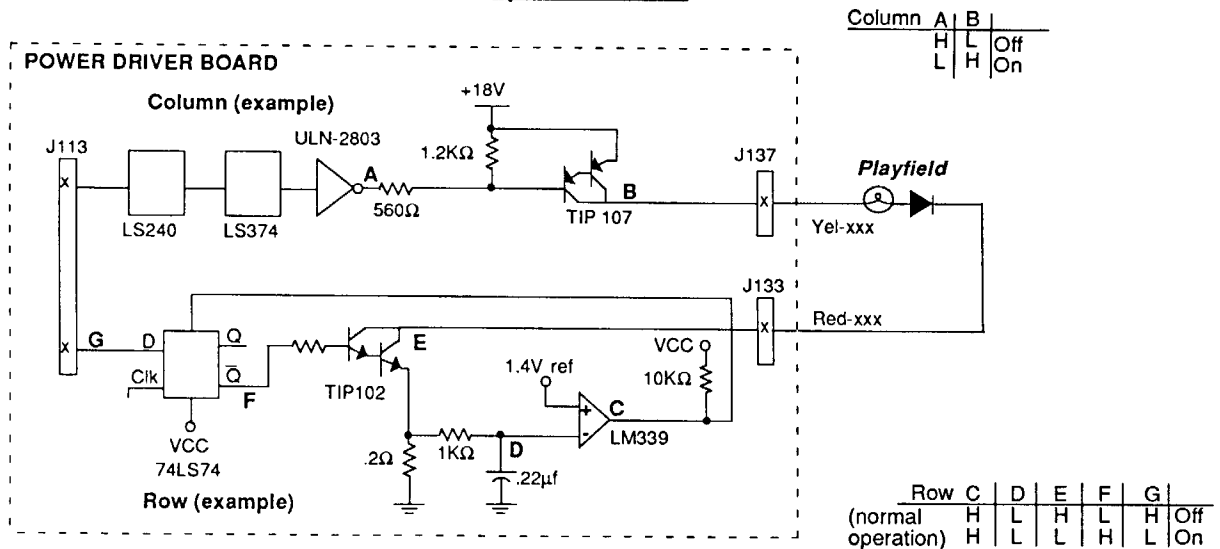 Column A B
H L Off
L H On
POWER DRIVER BOARD
Column (example)
+18V
ULN-2803
J113
1.2KΩ
J137
x
A
Playfield
B
x
560Ω
TIP 107
LS240
LS374
Yel-xxx
J133
G
D
Q
E
x
Red-xxx
x
VCC
Clk
Q̅
1.4V ref
10KΩ
F
TIP102
+
C
VCC
-
LM339
.2Ω
1KΩ
D
74LS74
.22µf
Row (example)
Row C D E F G
(normal H L H L H Off
operation) H L L H L On